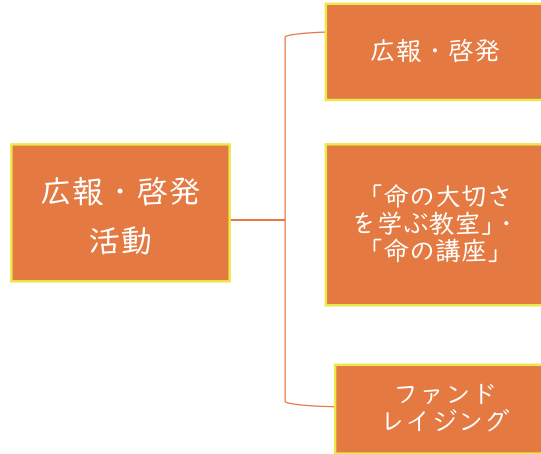 広報・啓発
活動
広報・啓発
「命の大切さ
を学ぶ教室」・
「命の講座」
ファンド
レイジング